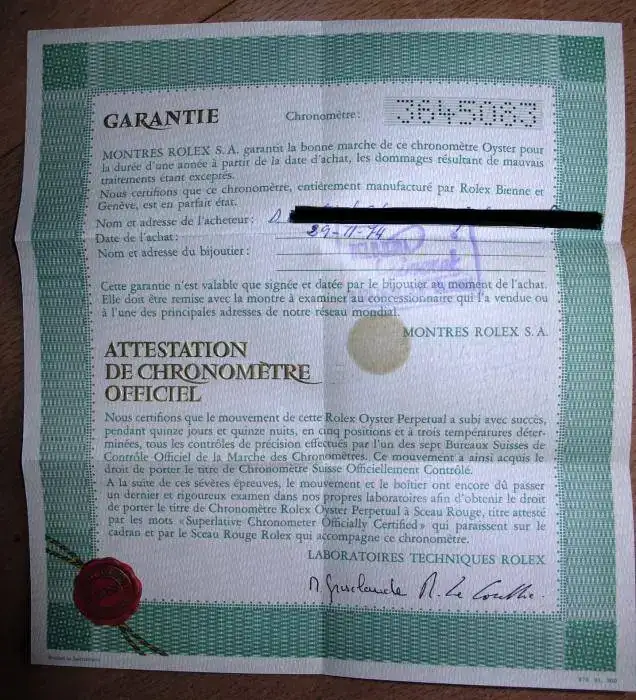 GARANTIE
Chronomètre: 3645083
MONTRES ROLEX S. A. garantit la bonne marche de ce chronomètre Oyster pour
la durée d'une année à partir de la date d'achat, les dommages résultant de mauvais
traitements étant exceptés.
Nous certifions que ce chronomètre, entièrement manufacturé par Rolex Bienne et
Genève, est en parfait état.
Nom et adresse de l'acheteur:
Date de l'achat: 29-11-74
Nom et adresse du bijoutier:
Cette garantie n'est valable que signée et datée par le bijoutier au moment de l'achat.
Elle doit être remise avec la montre à examiner au concessionnaire qui l'a vendue ou
à l'une des principales adresses de notre réseau mondial.
MONTRES ROLEX S. A.
ATTESTATION
DE CHRONOMÈTRE
OFFICIEL
Nous certifions que le mouvement de cette Rolex Oyster Perpetual a subi avec succès,
pendant quinze jours et quinze nuits, en cinq positions et à trois températures déter-
minées, tous les contrôles de précision effectués par l'un des sept Bureaux Suisses de
Contrôle Officiel de la Marche des Chronomètres. Ce mouvement a ainsi acquis le
droit de porter le titre de Chronomètre Suisse Officiellement Contrôlé.
A la suite de ces sévères épreuves, le mouvement et le boîtier ont encore dû passer
un dernier et rigoureux examen dans nos propres laboratoires afin d'obtenir le droit
de porter le titre de Chronomètre Rolex Oyster Perpetual à Sceau Rouge, titre attesté
par les mots «Superlative Chronometer Officially Certified» qui paraissent sur le
cadran et par le Sceau Rouge Rolex qui accompagne ce chronomètre.
LABORATOIRES TECHNIQUES ROLEX
Printed in Switzerland